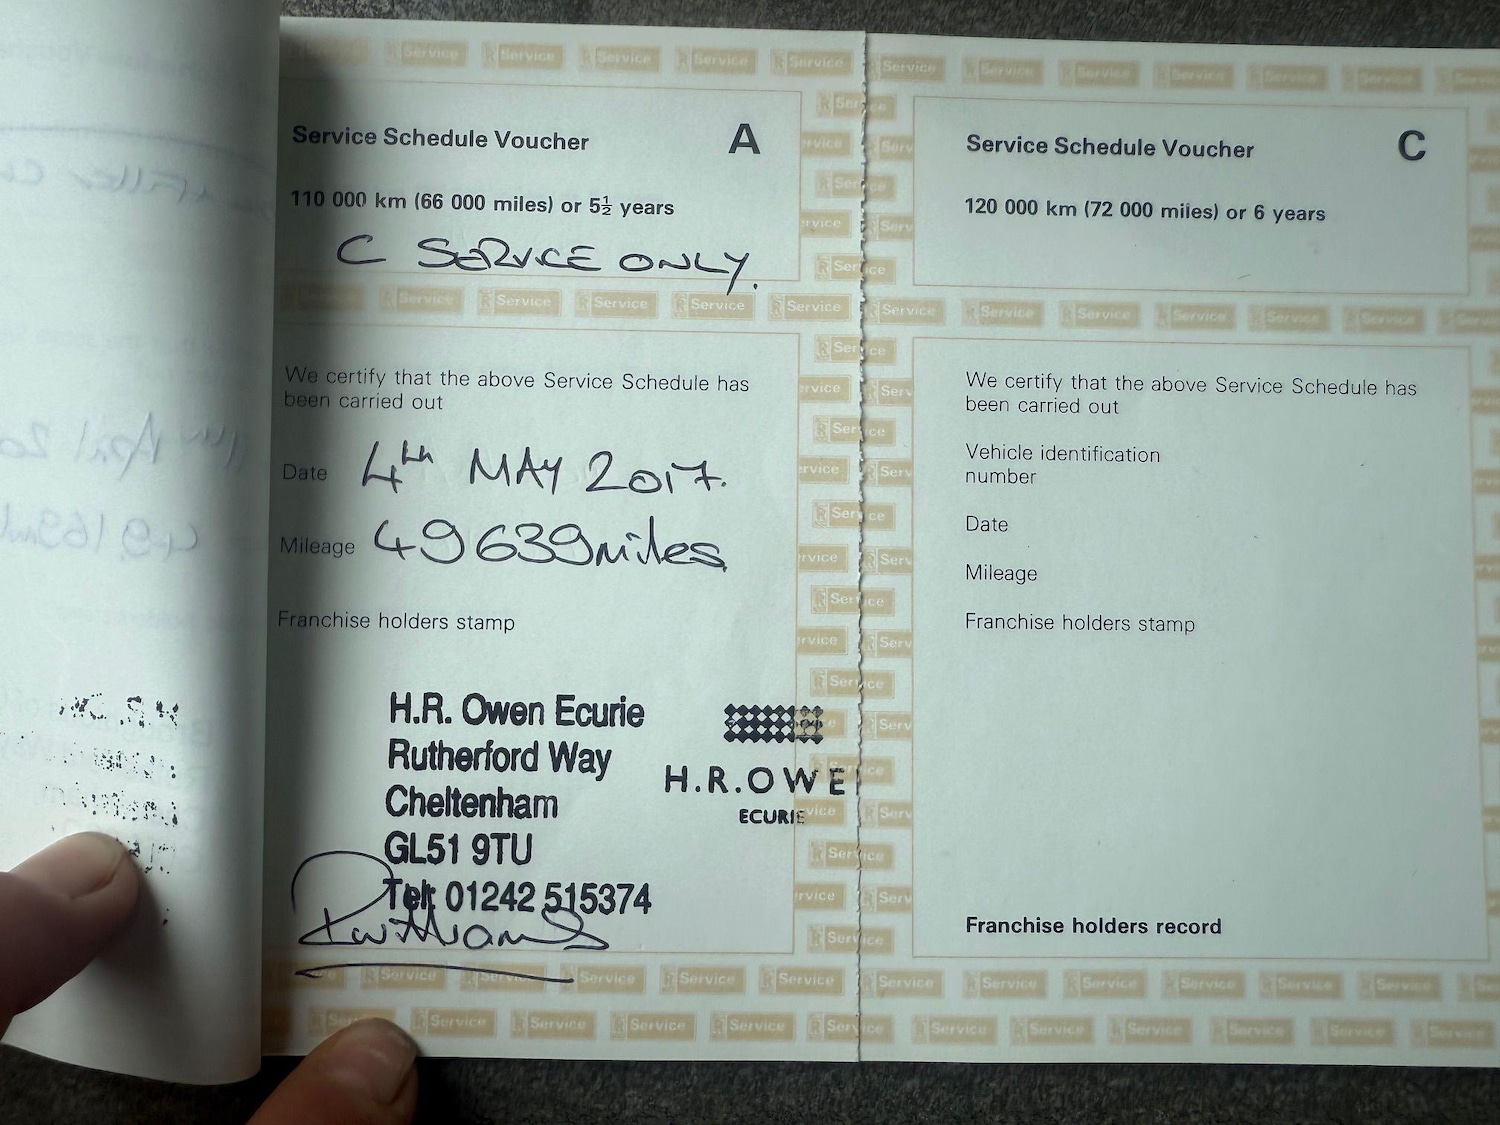 Service Schedule Voucher A
110 000 km (66 000 miles) or 5½ years
C SERVICE ONLY.
We certify that the above Service Schedule has
been carried out
Date 4th MAY 2017.
Mileage 49639 miles
Franchise holders stamp
H.R. Owen Ecurie
Rutherford Way
Cheltenham
GL51 9TU
Tel: 01242 515374
H.R.OWE
ECURIE
Service Schedule Voucher C
120 000 km (72 000 miles) or 6 years
We certify that the above Service Schedule has
been carried out
Vehicle identification
number
Date
Mileage
Franchise holders stamp
Franchise holders record